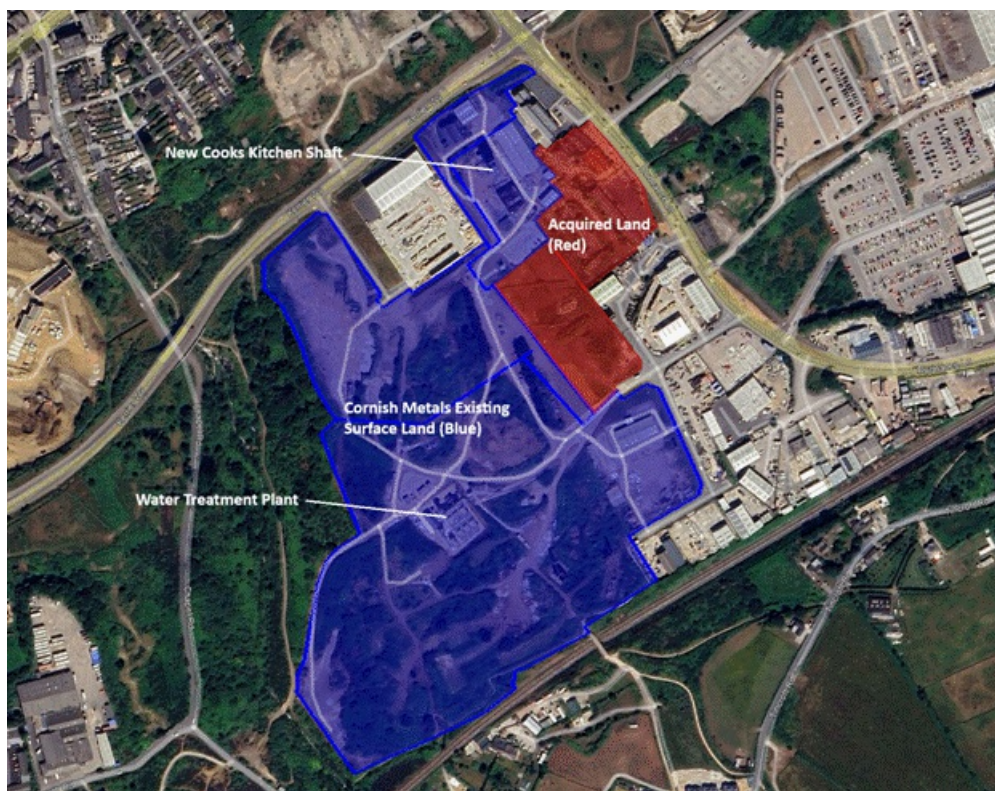 New Cooks Kitchen Shaft
Acquired Land
(Red)
Cornish Metals Existing
Surface Land (Blue)
Water Treatment Plant